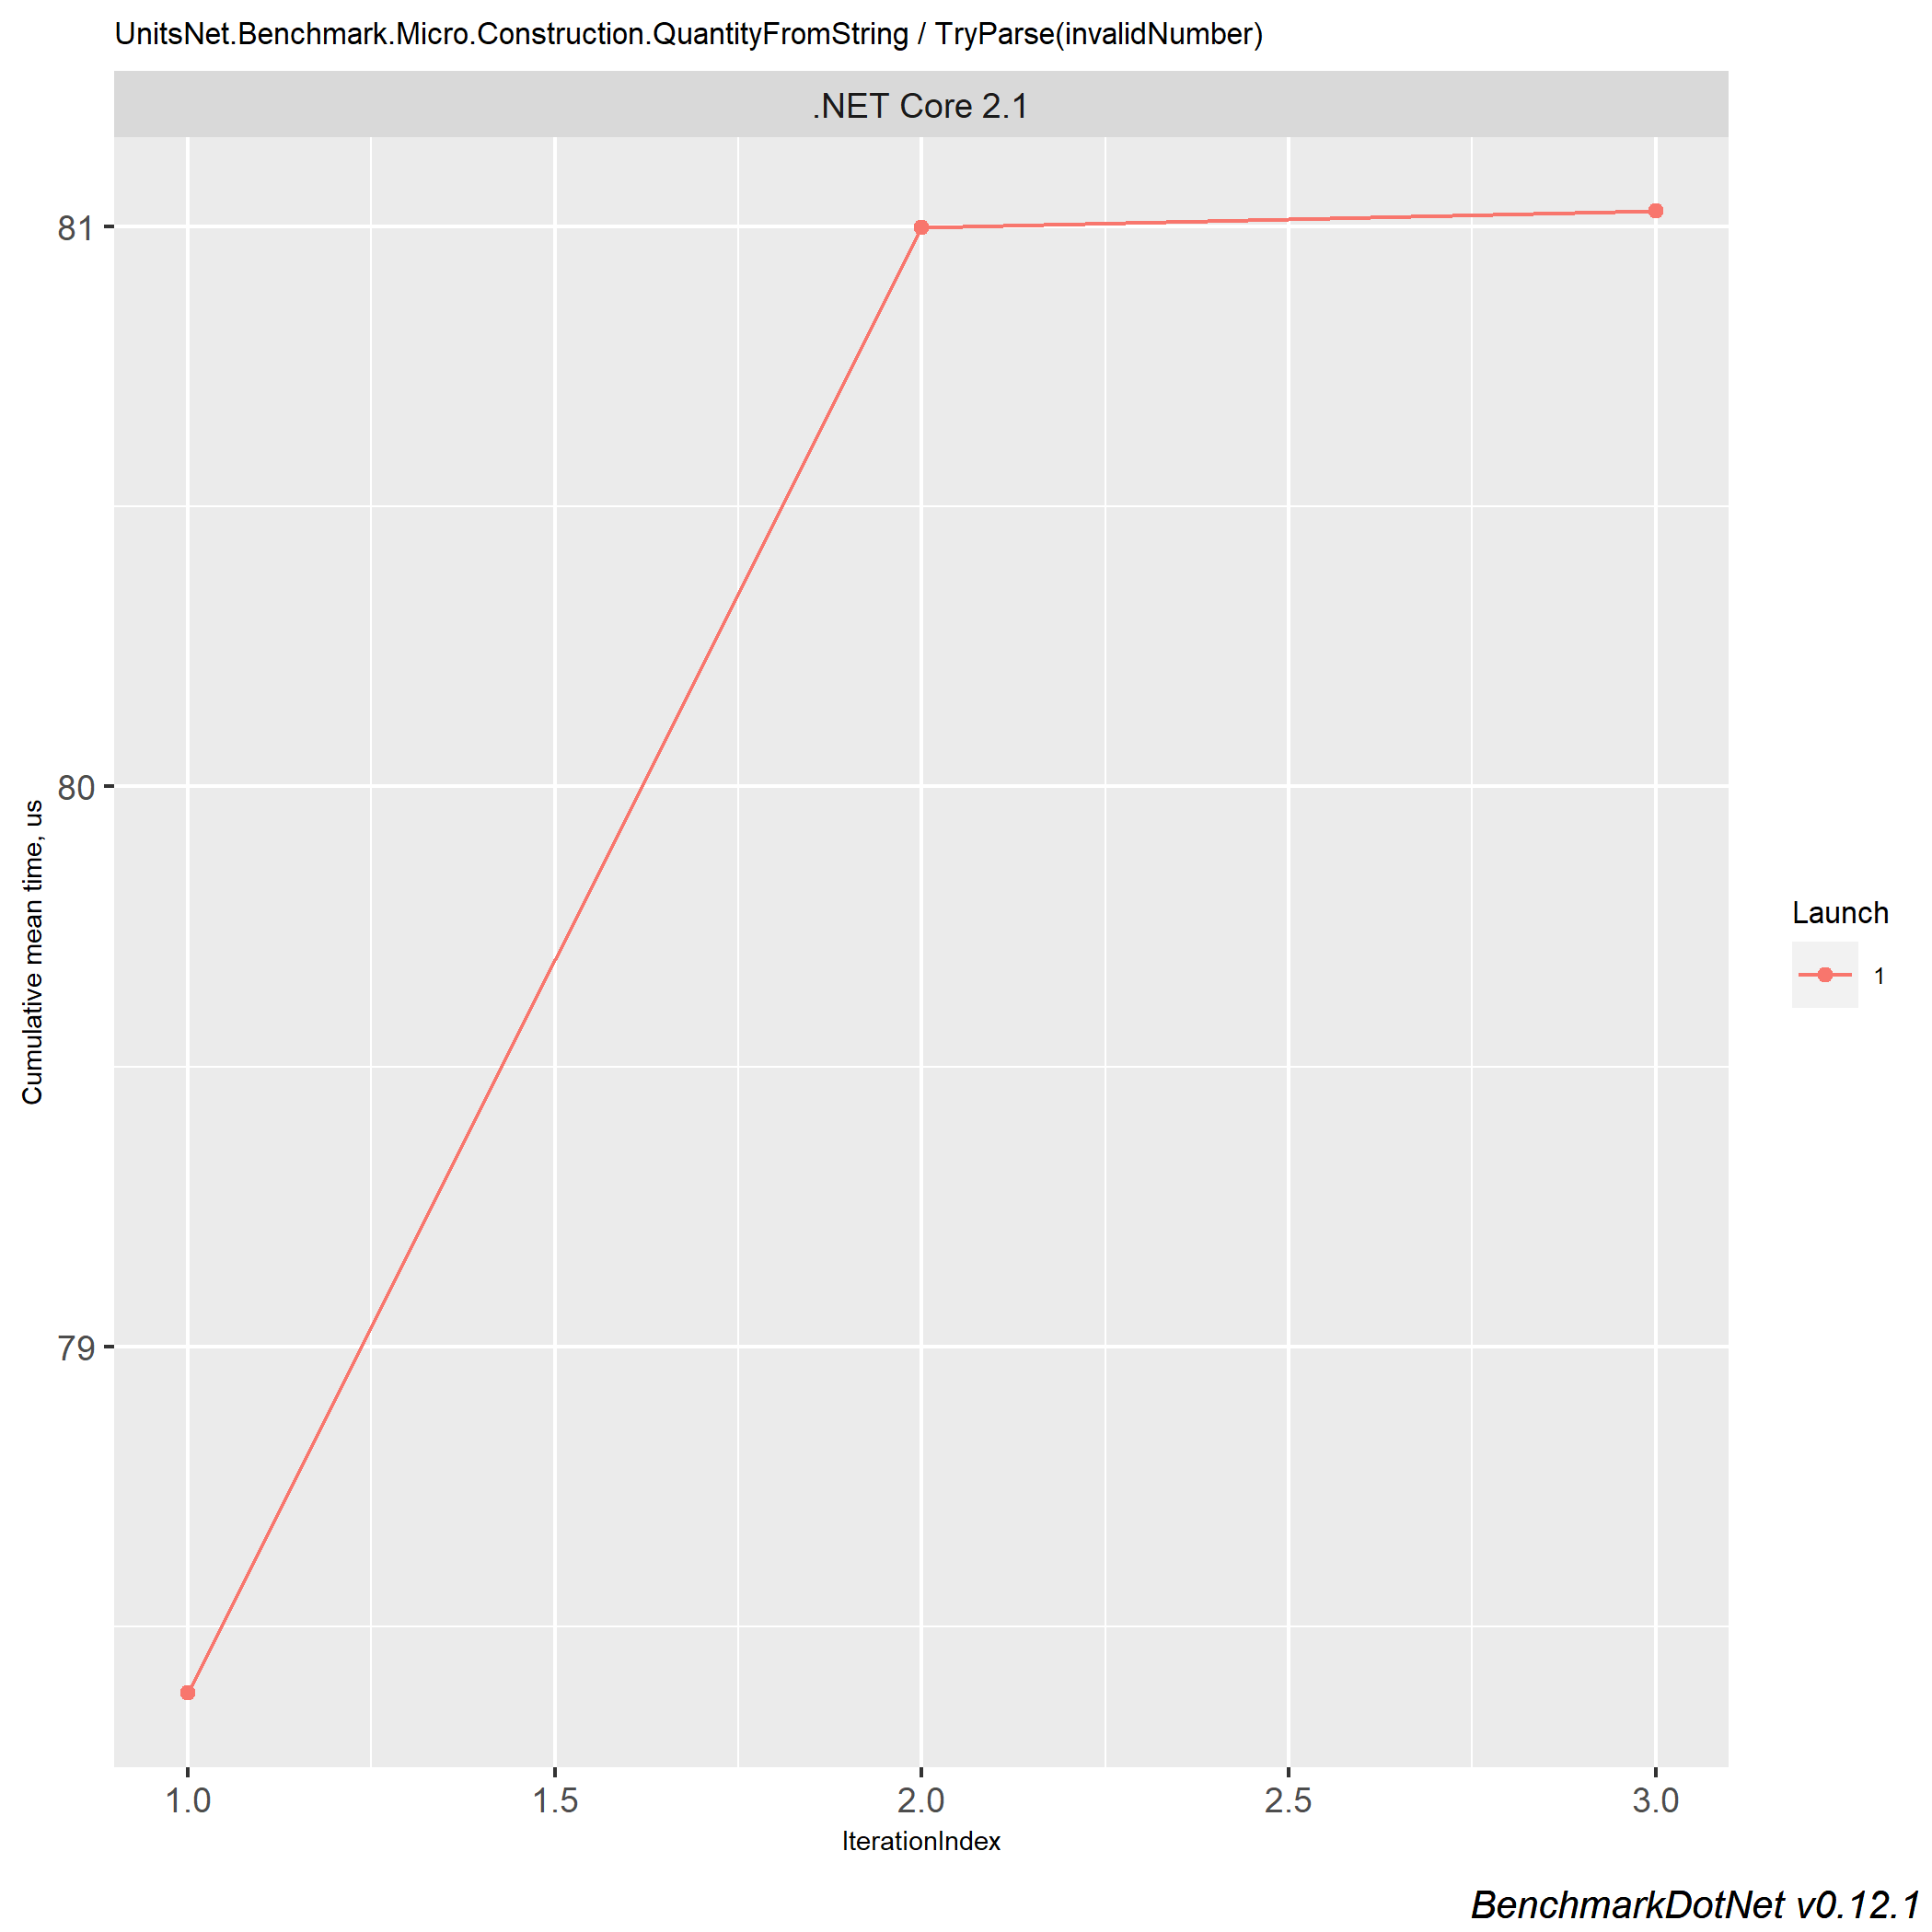 UnitsNet.Benchmark.Micro.Construction.QuantityFromString / TryParse(invalidNumber)
.NET Core 2.1
81
80
79
Cumulative mean time, us
1.0 1.5 2.0 2.5 3.0
IterationIndex
Launch
1
BenchmarkDotNet v0.12.1